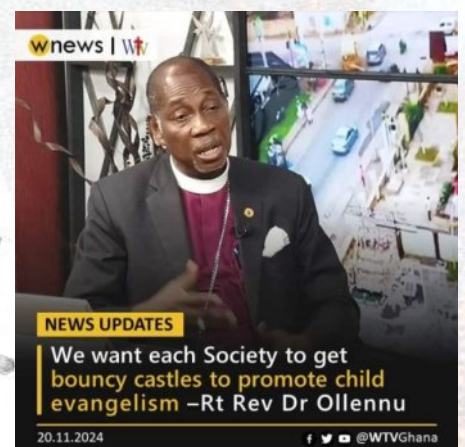 wnews | Wtv
NEWS UPDATES
We want each Society to get
bouncy castles to promote child
evangelism –Rt Rev Dr Ollennu
20.11.2024
@WTVGhana